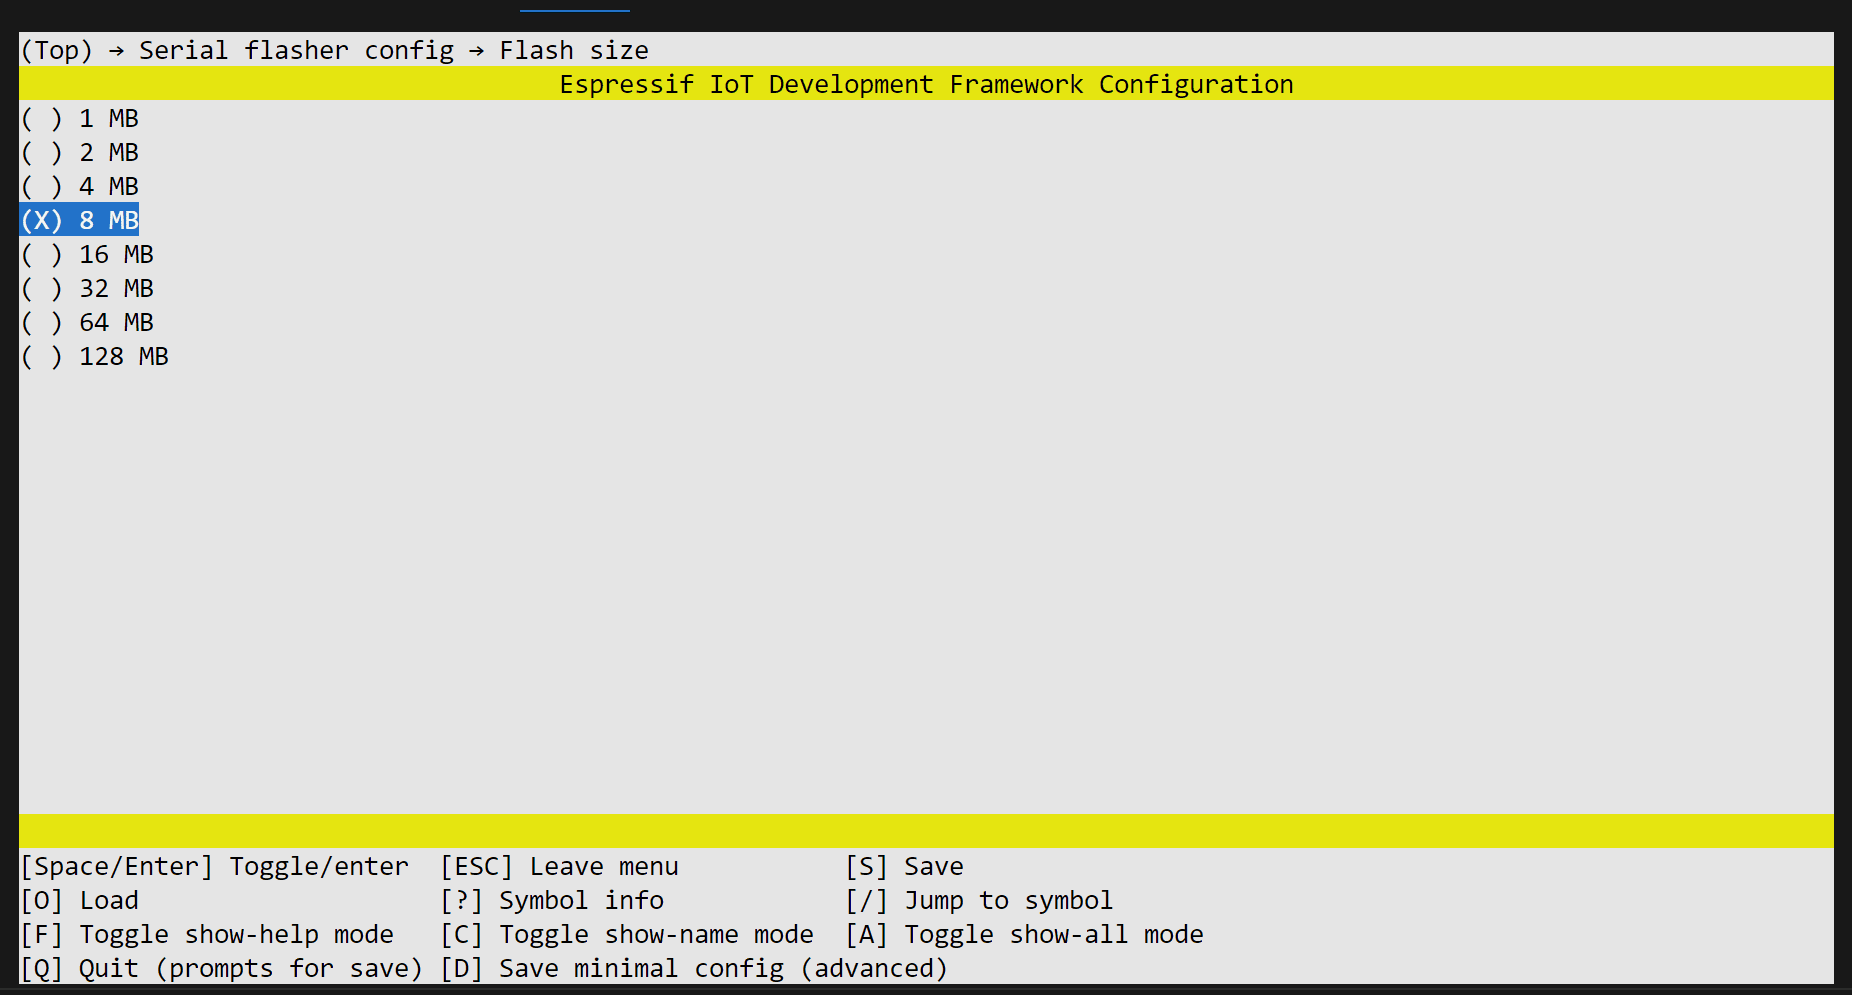 (Top) → Serial flasher config → Flash size
Espressif IoT Development Framework Configuration
( ) 1 MB
( ) 2 MB
( ) 4 MB
(X) 8 MB
( ) 16 MB
( ) 32 MB
( ) 64 MB
( ) 128 MB
[Space/Enter] Toggle/enter [ESC] Leave menu [S] Save
[O] Load [?] Symbol info [/] Jump to symbol
[F] Toggle show-help mode [C] Toggle show-name mode [A] Toggle show-all mode
[Q] Quit (prompts for save) [D] Save minimal config (advanced)